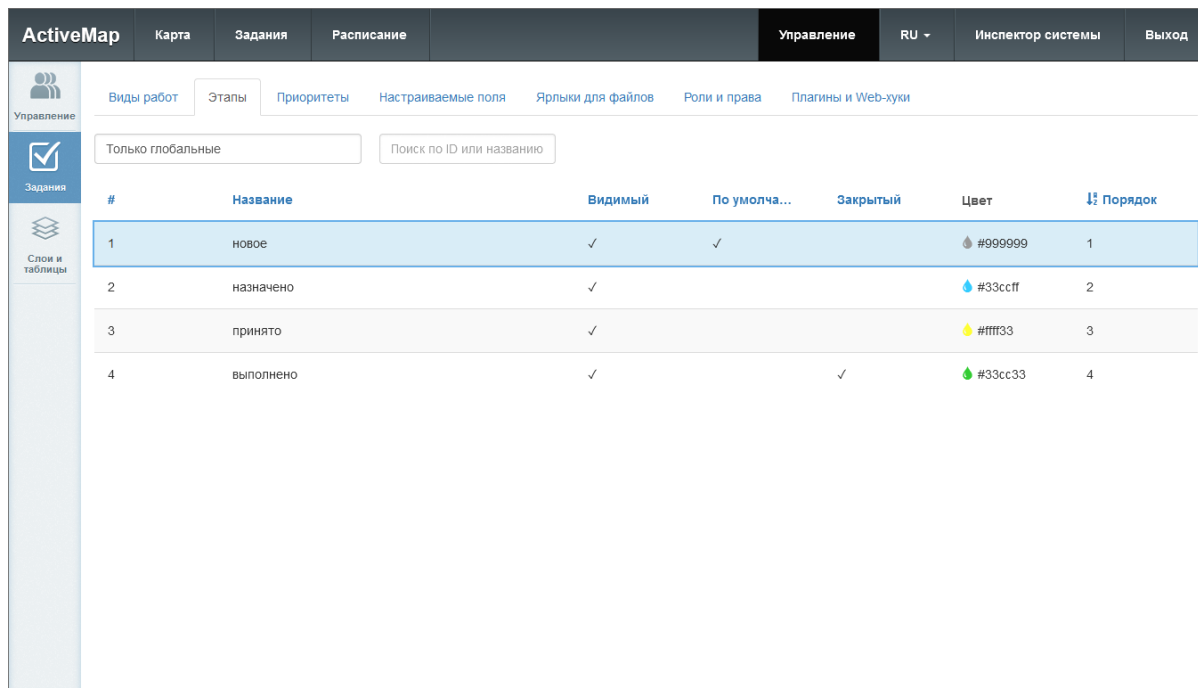 ActiveMap Карта Задания Расписание Управление RU Инспектор системы Выход
Управление
Задания
Слои и
таблицы
Виды работ Этапы Приоритеты Настраиваемые поля Ярлыки для файлов Роли и права Плагины и Web-хуки
Только глобальные Поиск по ID или названию
# Название Видимый По умолча... Закрытый Цвет Порядок
1 новое ✓ ✓ #999999 1
2 назначено ✓ #33ccff 2
3 принято ✓ #ffff33 3
4 выполнено ✓ ✓ #33cc33 4